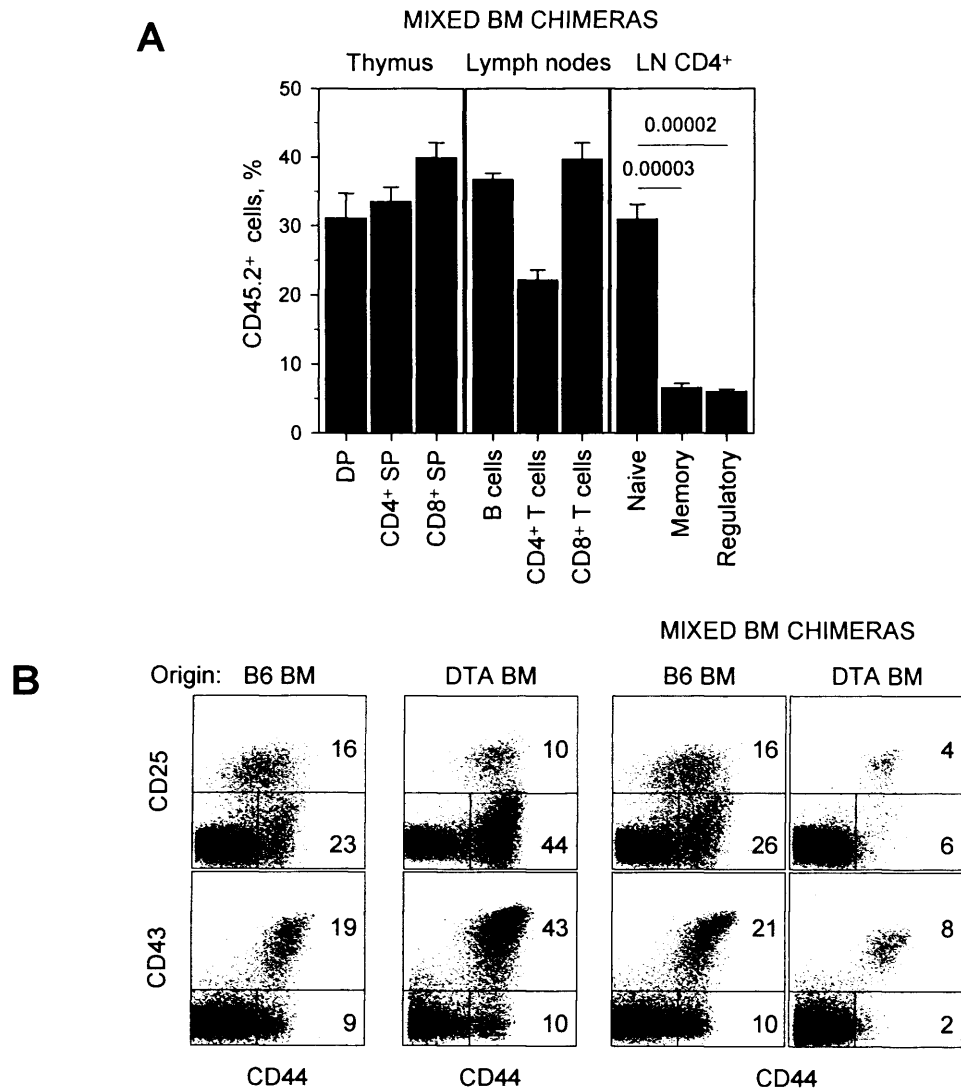 A
MIXED BM CHIMERAS
Thymus Lymph nodes LN CD4⁺
CD45.2⁺ cells, %
50
40
30
20
10
0
0.00002
0.00003
DP
CD4⁺ SP
CD8⁺ SP
B cells
CD4⁺ T cells
CD8⁺ T cells
Naive
Memory
Regulatory
B
MIXED BM CHIMERAS
Origin: B6 BM DTA BM B6 BM DTA BM
CD25
16 10 16 4
23 44 26 6
CD43
19 43 21 8
9 10 10 2
CD44 CD44 CD44